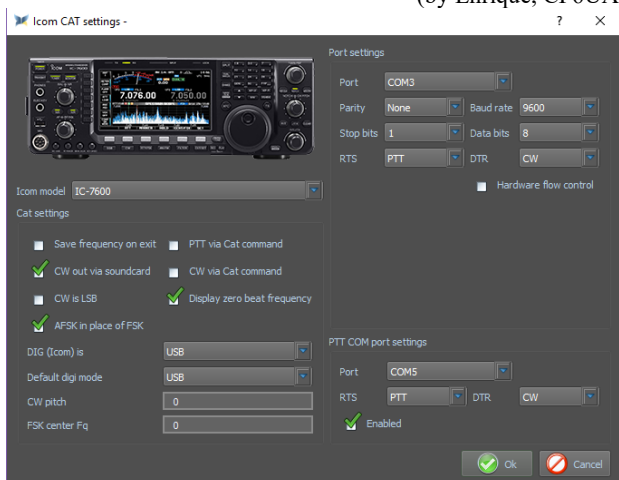 (by Enrique, CP6UA
Icom CAT settings -
? ×
Port settings
ICOM
7.076.00 7,050.00
Port COM3
Parity None Baud rate 9600
Stop bits 1 Data bits 8
RTS PTT DTR CW
Hardware flow control
Icom model IC-7600
Cat settings
Save frequency on exit PTT via Cat command
CW out via soundcard CW via Cat command
CW is LSB Display zero beat frequency
AFSK in place of FSK
DIG (Icom) is USB
Default digi mode USB
CW pitch 0
FSK center Fq 0
PTT COM port settings
Port COM5
RTS PTT DTR CW
Enabled
Ok Cancel